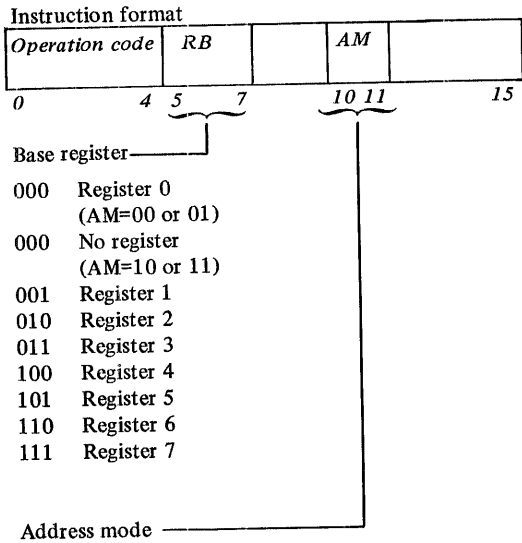 Instruction format
Operation code RB AM
0 4 5 7 10 11 15
Base register
000 Register 0
(AM=00 or 01)
000 No register
(AM=10 or 11)
001 Register 1
010 Register 2
011 Register 3
100 Register 4
101 Register 5
110 Register 6
111 Register 7
Address mode